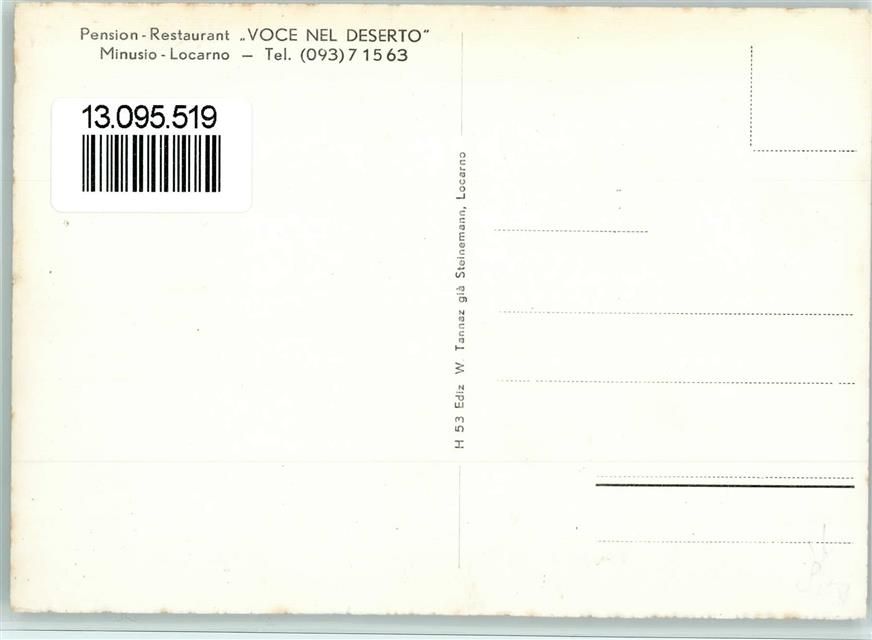 Pension-Restaurant „VOCE NEL DESERTO"
Minusio-Locarno — Tel. (093) 7 15 63
13.095.519
H 53 Ediz W. Tannaz già Steinemann, Locarno